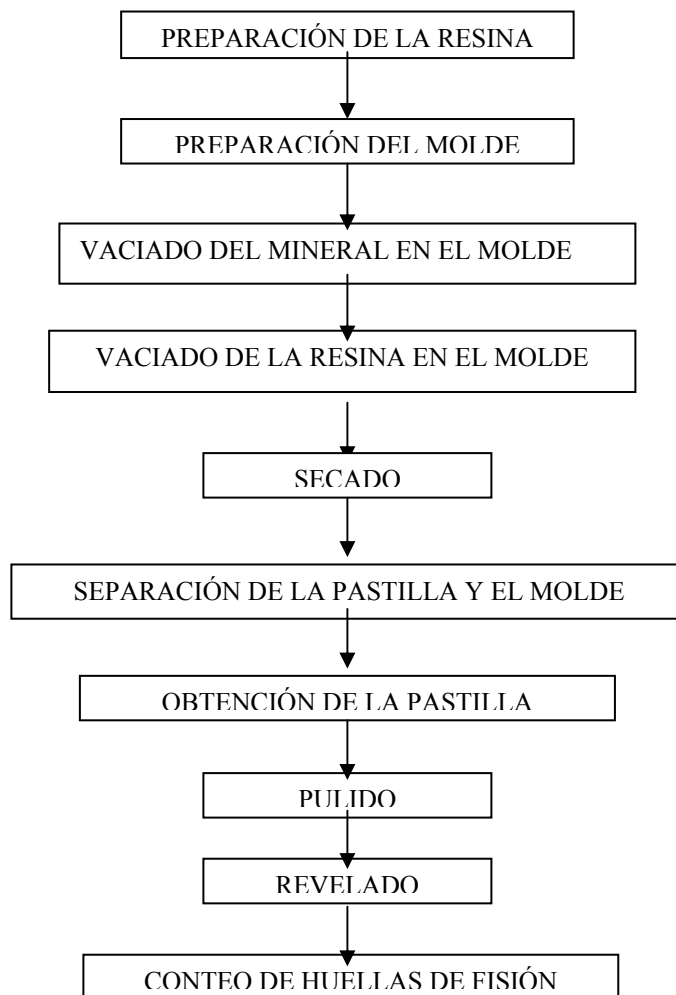 PREPARACIÓN DE LA RESINA
PREPARACIÓN DEL MOLDE
VACIADO DEL MINERAL EN EL MOLDE
VACIADO DE LA RESINA EN EL MOLDE
SECADO
SEPARACIÓN DE LA PASTILLA Y EL MOLDE
OBTENCIÓN DE LA PASTILLA
PULIDO
REVELADO
CONTEO DE HUELLAS DE FISIÓN